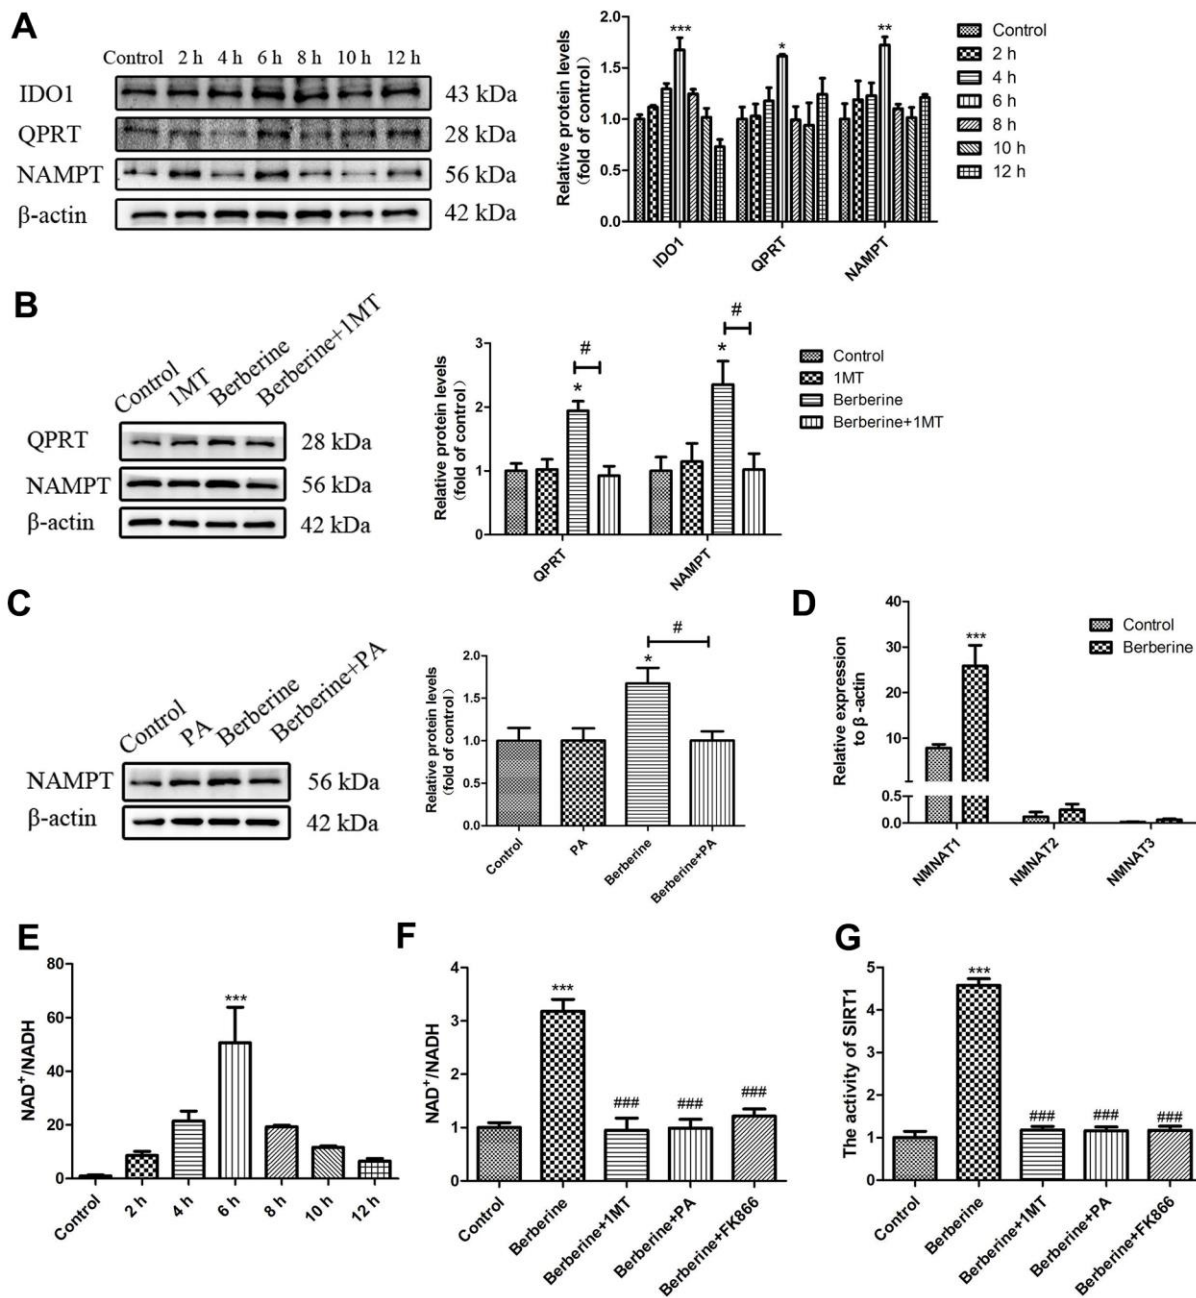 A
Control 2 h 4 h 6 h 8 h 10 h 12 h
IDO1 43 kDa
QPRT 28 kDa
NAMPT 56 kDa
β-actin 42 kDa
Relative protein levels
(fold of control)
2.0
1.5
1.0
0.5
0.0
***
*
**
IDO1
QPRT
NAMPT
Control
2 h
4 h
6 h
8 h
10 h
12 h
B
Control
1MT
Berberine
Berberine+1MT
QPRT 28 kDa
NAMPT 56 kDa
β-actin 42 kDa
Relative protein levels
(fold of control)
3
2
1
0
#
*
#
*
QPRT
NAMPT
Control
1MT
Berberine
Berberine+1MT
C
Control
PA
Berberine
Berberine+PA
NAMPT 56 kDa
β-actin 42 kDa
Relative protein levels
(fold of control)
2.0
1.5
1.0
0.5
0.0
#
*
Control
PA
Berberine
Berberine+PA
D
Relative expression
to β -actin
40
30
20
10
0.5
0.0
***
NMNAT1
NMNAT2
NMNAT3
Control
Berberine
E
NAD+/NADH
80
60
40
20
0
***
Control
2 h
4 h
6 h
8 h
10 h
12 h
F
NAD+/NADH
4
3
2
1
0
***
###
###
###
Control
Berberine
Berberine+1MT
Berberine+PA
Berberine+FK866
G
The activity of SIRT1
5
4
3
2
1
0
***
###
###
###
Control
Berberine
Berberine+1MT
Berberine+PA
Berberine+FK866